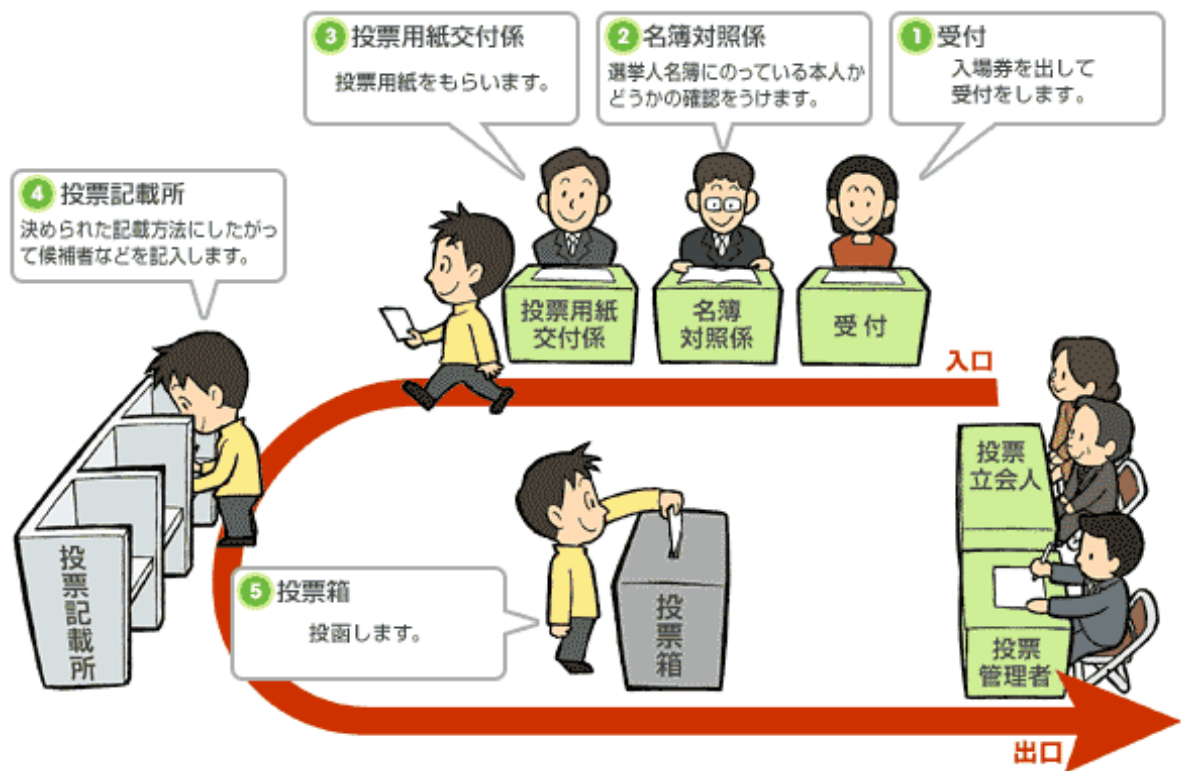 ① 受付
入場券を出して
受付をします。
② 名簿対照係
選挙人名簿にのっている本人か
どうかの確認をうけます。
③ 投票用紙交付係
投票用紙をもらいます。
④ 投票記載所
決められた記載方法にしたがっ
て候補者などを記入します。
投票用紙
交付係
名簿
対照係
受付
入口
投票
立会人
投票
管理者
投票記載所
⑤ 投票箱
投函します。
投票箱
出口